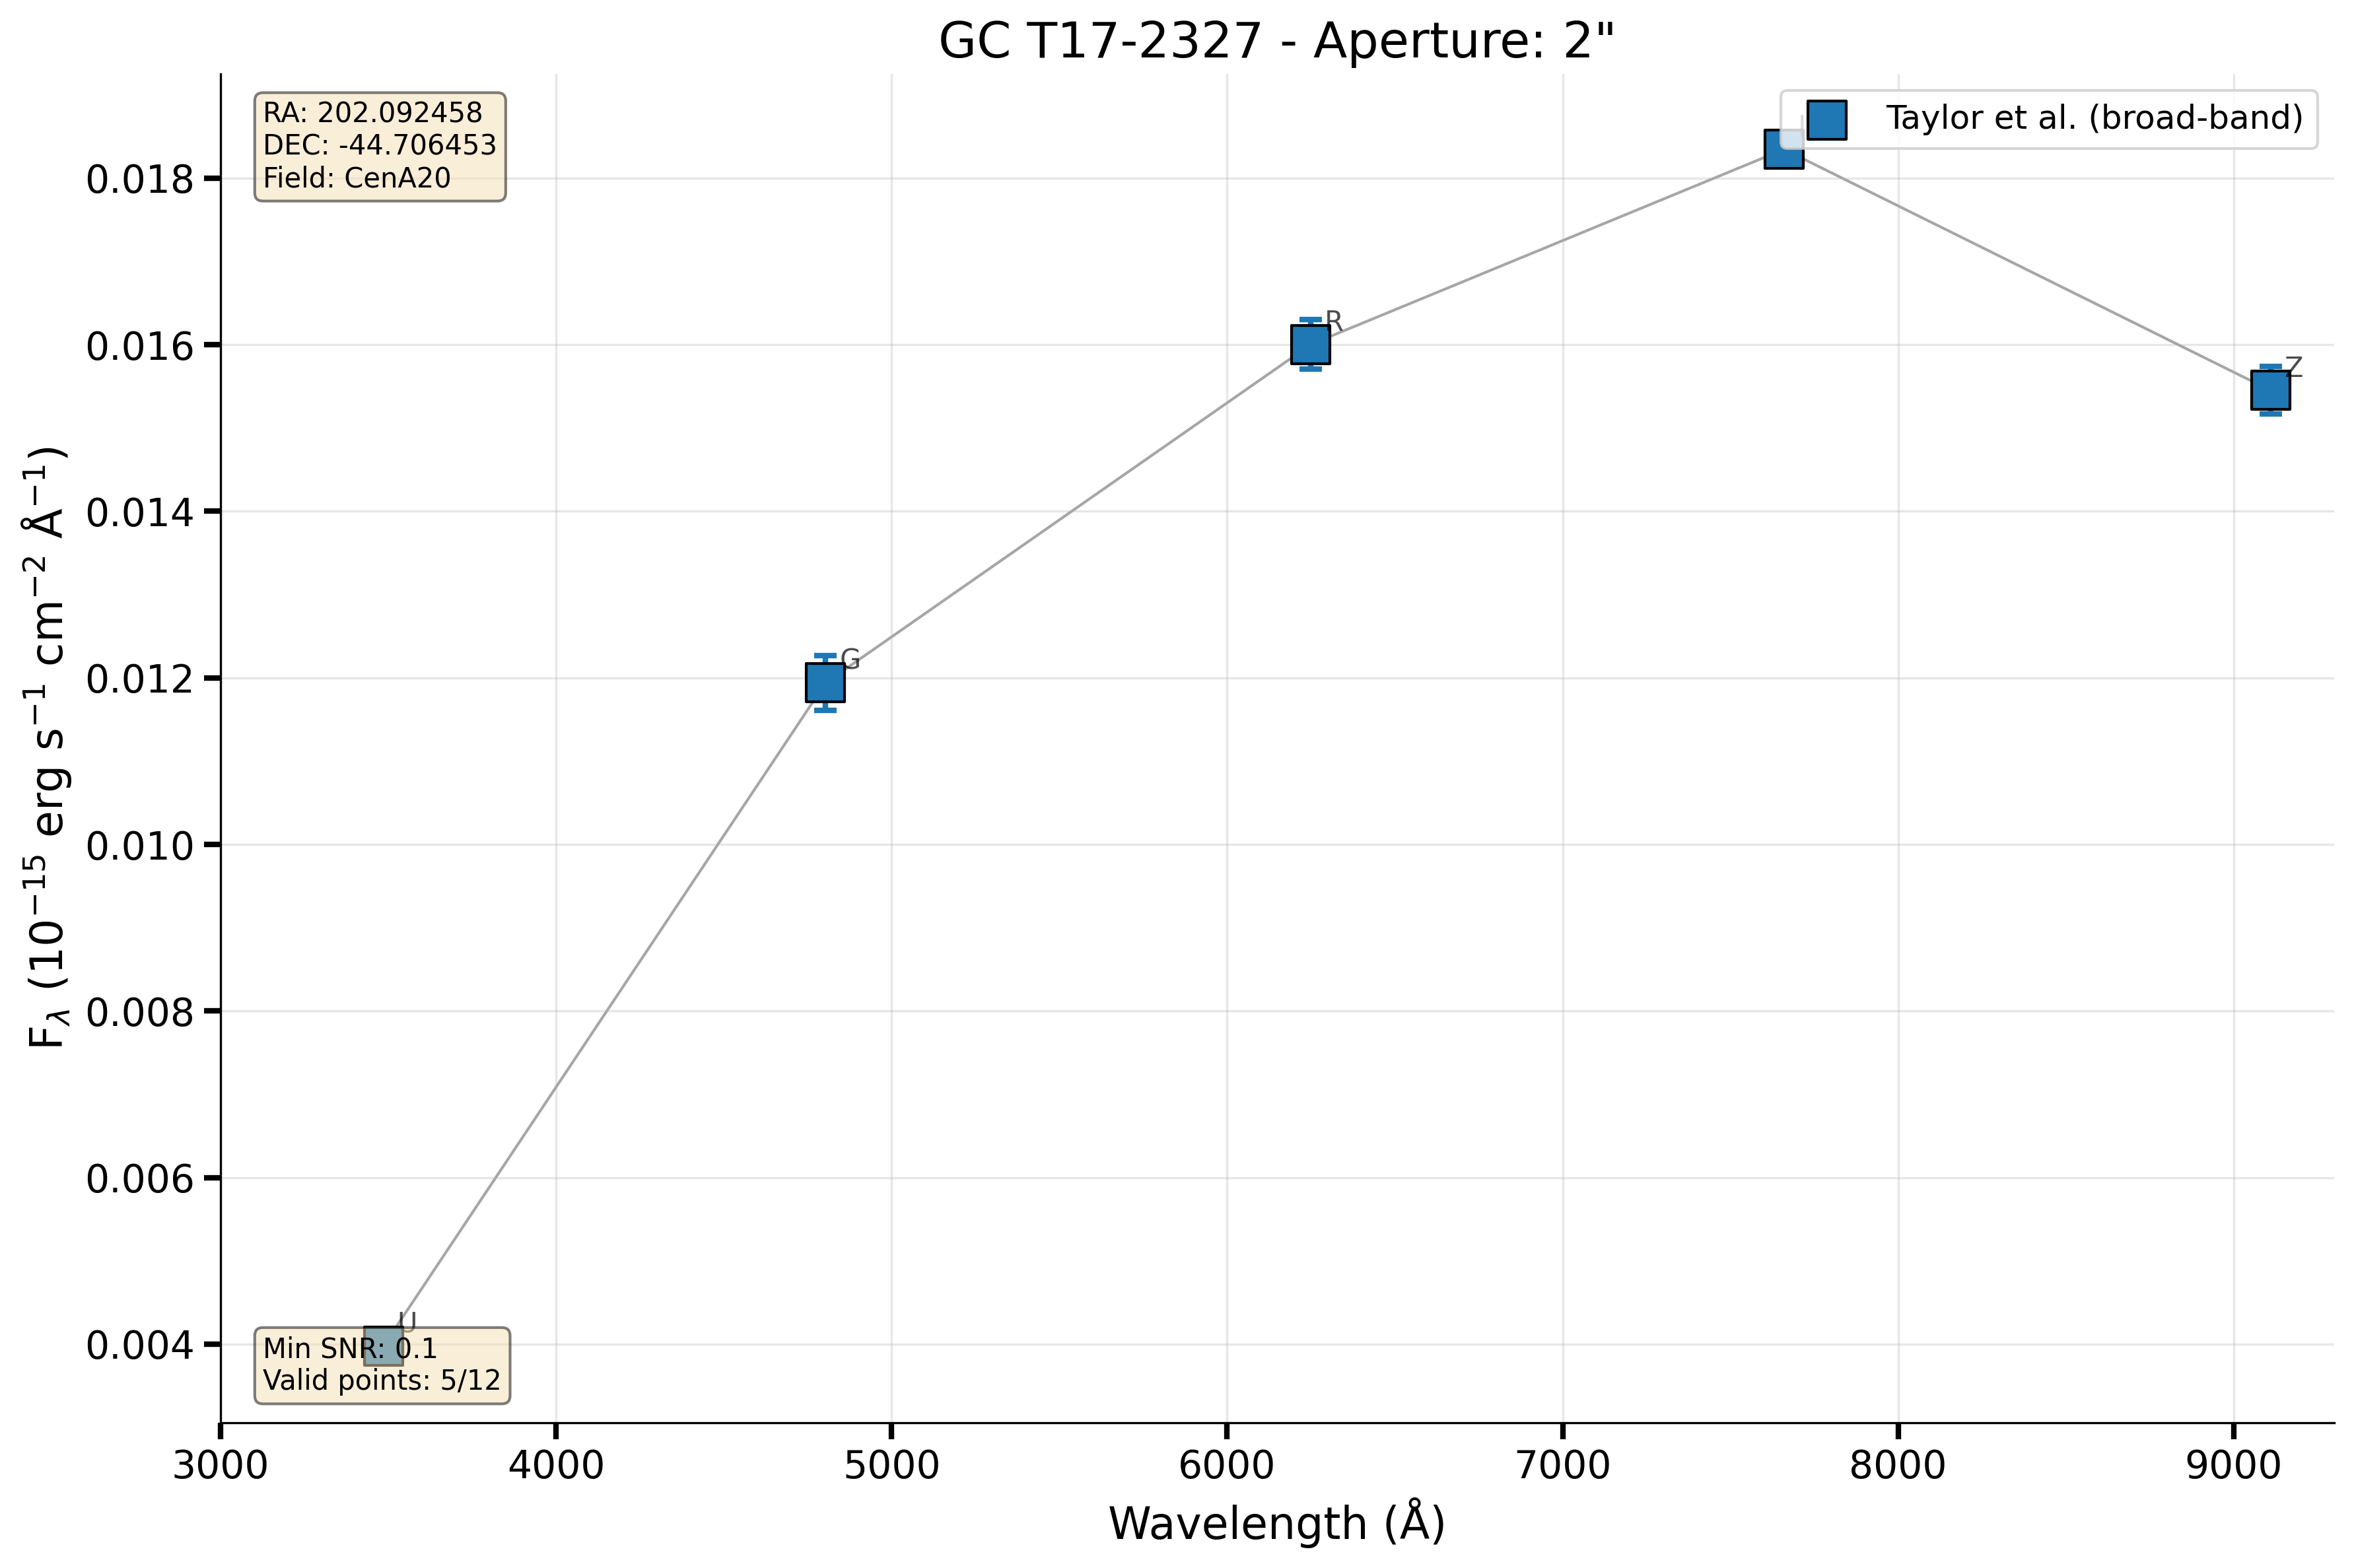 GC T17-2327 - Aperture: 2"
RA: 202.092458
DEC: -44.706453
Field: CenA20
Taylor et al. (broad-band)
I
R
Z
G
U
Min SNR: 0.1
Valid points: 5/12
0.018
0.016
0.014
0.012
0.010
0.008
0.006
0.004
F_λ (10⁻¹⁵ erg s⁻¹ cm⁻² Å⁻¹)
3000 4000 5000 6000 7000 8000 9000
Wavelength (Å)